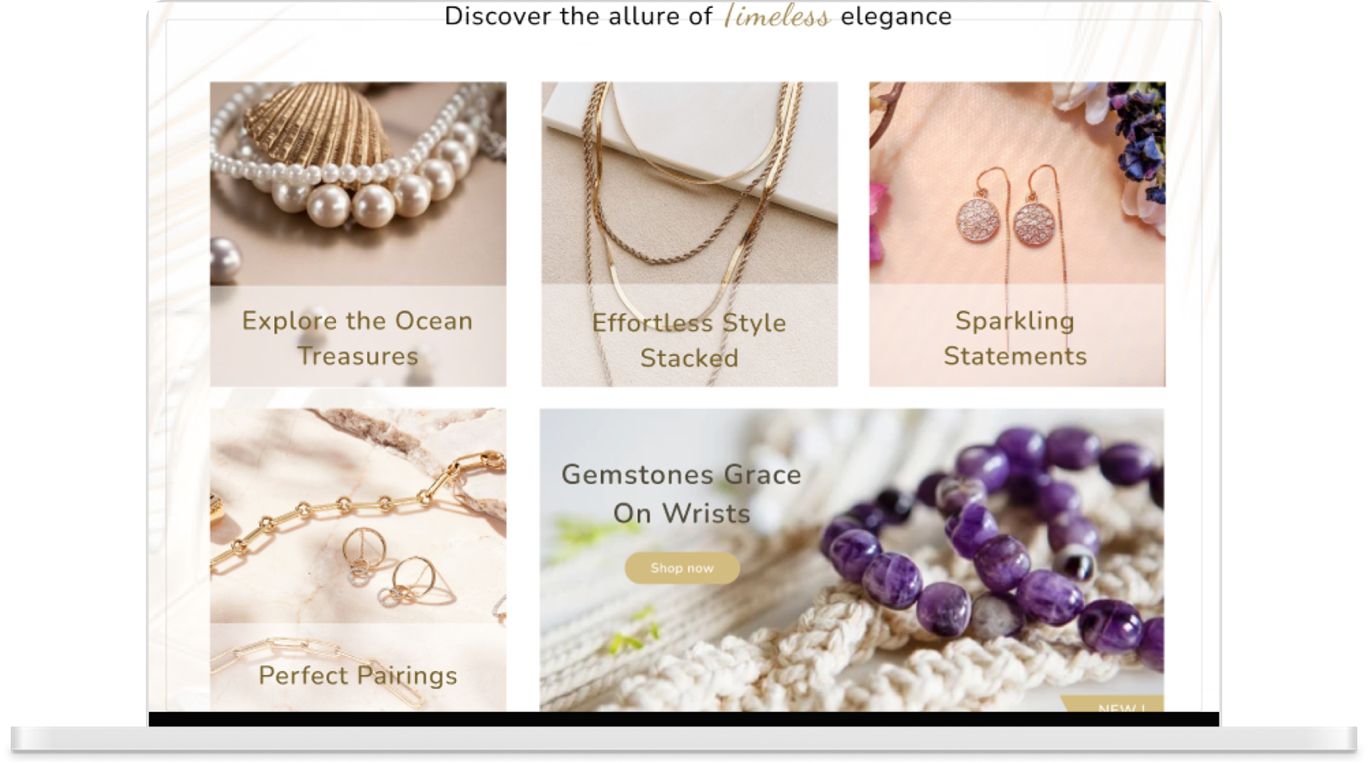 Discover the allure of Timeless elegance
Explore the Ocean
Treasures
Effortless Style
Stacked
Sparkling
Statements
Gemstones Grace
On Wrists
Shop now
Perfect Pairings
NEW !